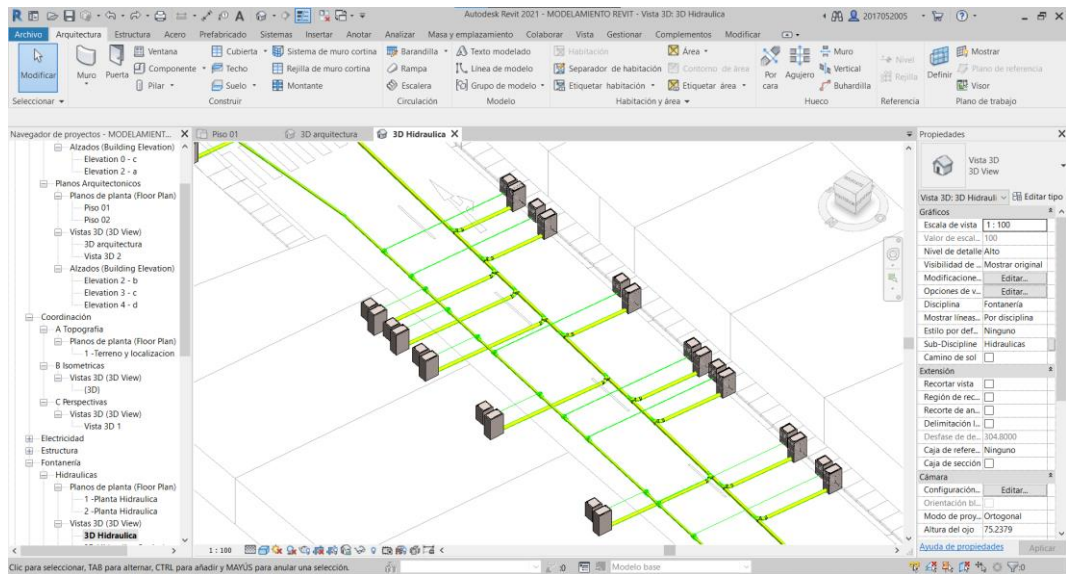 Autodesk Revit 2021 - MODELAMIENTO REVIT - Vista 3D: 3D Hidraulica
2017052005
Archivo Arquitectura Estructura Acero Prefabricado Sistemas Insertar Anotar Analizar Masa y emplazamiento Colaborar Vista Gestionar Complementos Modificar
Modificar
Muro
Puerta
Ventana
Componente
Pilar
Cubierta
Techo
Suelo
Sistema de muro cortina
Rejilla de muro cortina
Montante
Barandilla
Rampa
Escalera
Texto modelado
Línea de modelo
Grupo de modelo
Habitación
Separador de habitación
Etiquetar habitación
Área
Contorno de área
Etiquetar área
Por cara
Agujero
Muro
Vertical
Buhardilla
Nivel
Rejilla
Definir
Mostrar
Plano de referencia
Visor
Seleccionar
Construir
Circulación
Modelo
Habitación y área
Hueco
Referencia
Plano de trabajo
Navegador de proyectos - MODELAMIENT...
Alzados (Building Elevation)
Elevation 0 - c
Elevation 2 - a
Planos Arquitectonicos
Planos de planta (Floor Plan)
Piso 01
Piso 02
Vistas 3D (3D View)
3D arquitectura
Vista 3D 2
Alzados (Building Elevation)
Elevation 2 - b
Elevation 3 - c
Elevation 4 - d
Coordinación
A Topografia
Planos de planta (Floor Plan)
1 -Terreno y localizacion
B Isometricas
Vistas 3D (3D View)
(3D)
C Perspectivas
Vistas 3D (3D View)
Vista 3D 1
Electricidad
Estructura
Fontanería
Hidraulicas
Planos de planta (Floor Plan)
1 -Planta Hidraulica
2 -Planta Hidraulica
Vistas 3D (3D View)
3D Hidraulica
Piso 01
3D arquitectura
3D Hidraulica
1 : 100
Propiedades
Vista 3D
3D View
Vista 3D: 3D Hidrauli
Editar tipo
Gráficos
Escala de vista 1 : 100
Valor de escal... 100
Nivel de detalle Alto
Visibilidad de ... Mostrar original
Modificacione... Editar...
Opciones de v... Editar...
Disciplina Fontanería
Mostrar líneas... Por disciplina
Estilo por def... Ninguno
Sub-Discipline Hidraulicas
Camino de sol
Extensión
Recortar vista
Región de rec...
Recorte de an...
Delimitación l...
Desfase de de... 304.8000
Caja de refere... Ninguno
Caja de sección
Cámara
Configuración... Editar...
Orientación bl...
Modo de proy... Ortogonal
Altura del ojo 75.2379
Ayuda de propiedades
Aplicar
Clic para seleccionar, TAB para alternar, CTRL para añadir y MAYÚS para anular una selección.
:0
Modelo base
:0